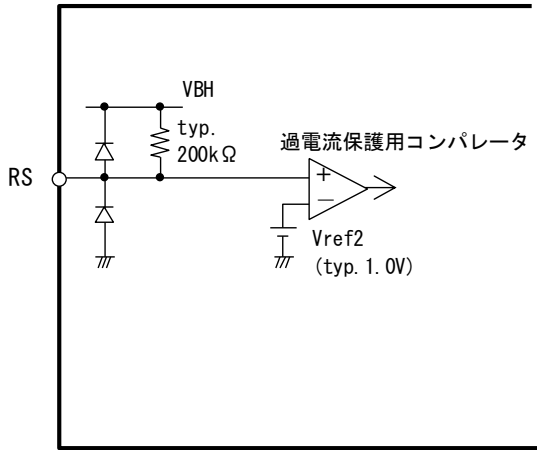 VBH
typ.
200kΩ
過電流保護用コンパレータ
RS
+
−
Vref2
(typ. 1.0V)